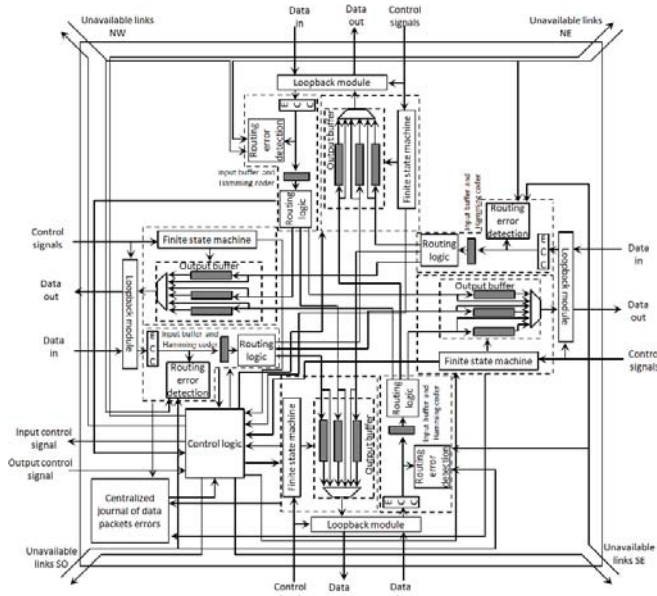 Unavailable links
NW
Data
in
Data
out
Control
signals
Unavailable links
NE
Loopback module
E C C
Routing error
detection
Output buffer
Finite state machine
Input buffer and
Hamming coder
Routing
logic
Input buffer and
Hamming coder
Routing
error
detection
Control
signals
Finite state machine
Routing
logic
E
C
C
Loopback module
Data
in
Output buffer
Data
out
Loopback module
Output buffer
Data
out
Data
in
E
C
C
Input buffer
and Hamming coder
Routing
logic
Finite state machine
Control
signals
Routing
error
detection
Routing
logic
Input buffer and
Hamming coder
Input control
signal
Control logic
Finite state machine
Output buffer
Routing
error
detection
Output control
signal
Centralized
journal of data
packets errors
E C C
Loopback module
Unavailable
links SO
Unavailable
links SE
Control
Data
Data